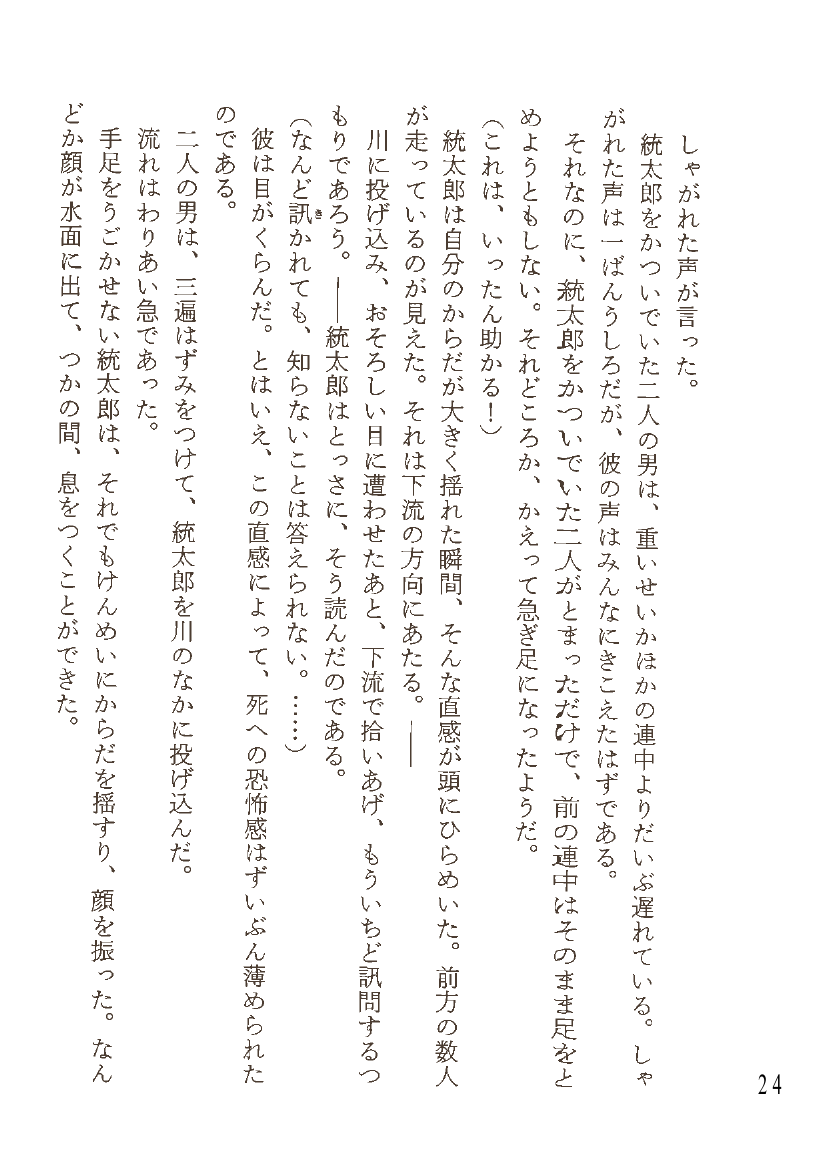 しゃがれた声が言った。
統太郎をかついでいた二人の男は、重いせいかほかの連中よりだいぶ遅れている。しゃ
がれた声は一ばんうしろだが、彼の声はみんなにきこえたはずである。
それなのに、統太郎をかついでいた二人がとまっただけで、前の連中はそのまま足をと
めようともしない。それどころか、かえって急ぎ足になったようだ。
（これは、いったん助かる！）
統太郎は自分のからだが大きく揺れた瞬間、そんな直感が頭にひらめいた。前方の数人
が走っているのが見えた。それは下流の方向にあたる。――
川に投げ込み、おそろしい目に遭わせたあと、下流で拾いあげ、もういちど訊問するつ
もりであろう。――統太郎はとっさに、そう読んだのである。
（なんど訊かれても、知らないことは答えられない。……）
彼は目がくらんだ。とはいえ、この直感によって、死への恐怖感はずいぶん薄められた
のである。
二人の男は、三遍はずみをつけて、統太郎を川のなかに投げ込んだ。
流れはわりあい急であった。
手足をうごかせない統太郎は、それでもけんめいにからだを揺すり、顔を振った。なん
どか顔が水面に出て、つかの間、息をつくことができた。
24